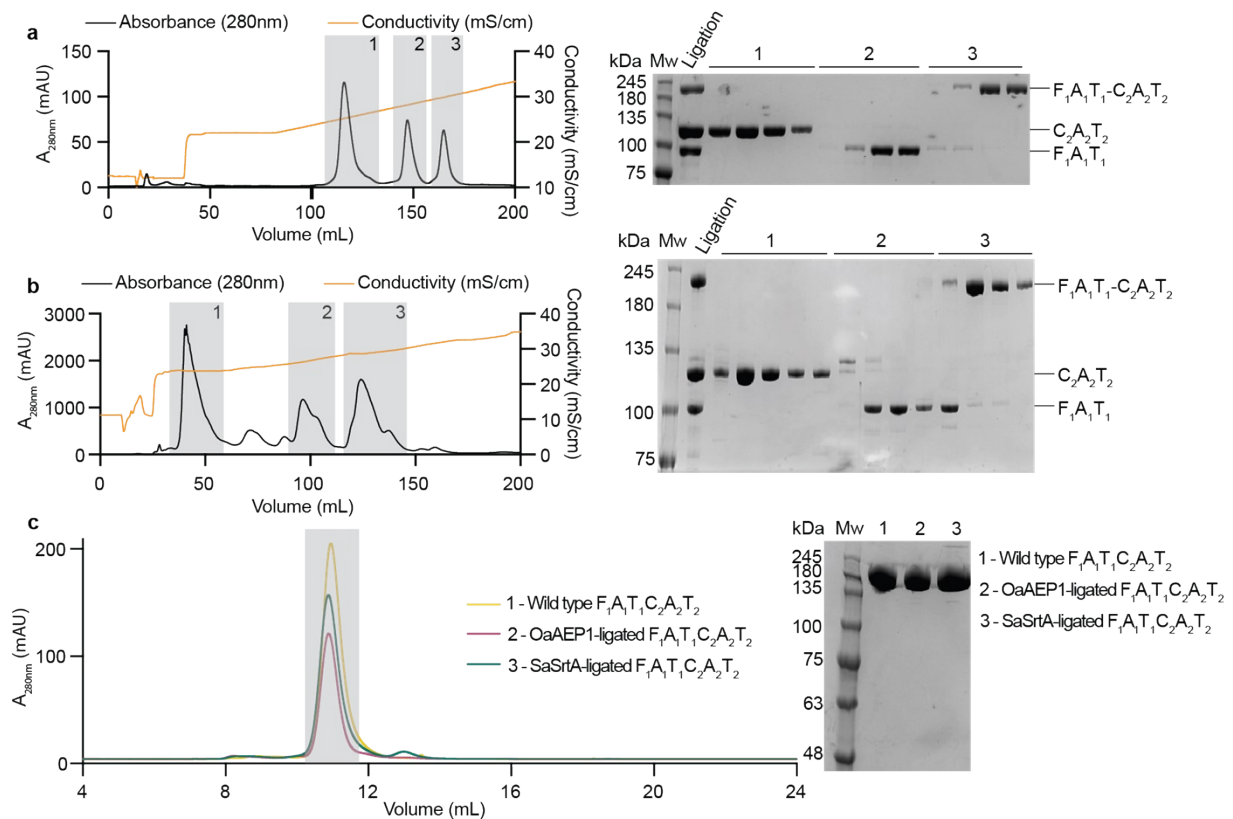 a
Absorbance (280nm) Conductivity (mS/cm)
150 100 50 0
A280nm (mAU)
1 2 3
40 30 20 10
Conductivity (mS/cm)
0 50 100 150 200
Volume (mL)
kDa Mw Ligation 1 2 3
245
180
135
100
75
F1A1T1-C2A2T2
C2A2T2
F1A1T1
b
Absorbance (280nm) Conductivity (mS/cm)
3000 2000 1000 0
A280nm (mAU)
1 2 3
40 30 20 10 0
Conductivity (mS/cm)
0 50 100 150 200
Volume (mL)
kDa Mw Ligation 1 2 3
245
180
135
100
75
F1A1T1-C2A2T2
C2A2T2
F1A1T1
c
200
100
0
A280nm (mAU)
1 - Wild type F1A1T1C2A2T2
2 - OaAEP1-ligated F1A1T1C2A2T2
3 - SaSrtA-ligated F1A1T1C2A2T2
4 8 12 16 20 24
Volume (mL)
kDa Mw 1 2 3
245
180
135
100
75
63
48
1 - Wild type F1A1T1C2A2T2
2 - OaAEP1-ligated F1A1T1C2A2T2
3 - SaSrtA-ligated F1A1T1C2A2T2